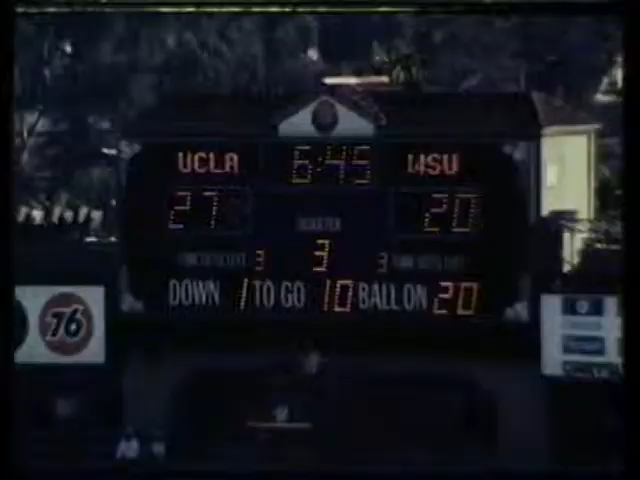 UCLA 6:45 WSU
27 20
QUARTER
3 3 3
DOWN 1 TO GO 10 BALL ON 20
76